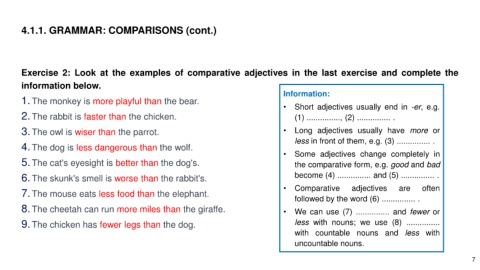 4.1.1. GRAMMAR: COMPARISONS (cont.)
Exercise 2: Look at the examples of comparative adjectives in the last exercise and complete the
information below.
1. The monkey is more playful than the bear.
2. The rabbit is faster than the chicken.
3. The owl is wiser than the parrot.
4. The dog is less dangerous than the wolf.
5. The cat's eyesight is better than the dog's.
6. The skunk's smell is worse than the rabbit's.
7. The mouse eats less food than the elephant.
8. The cheetah can run more miles than the giraffe.
9. The chicken has fewer legs than the dog.
Information:
• Short adjectives usually end in -er, e.g.
(1) ..............., (2) .............. .
• Long adjectives usually have more or
less in front of them, e.g. (3) .............. .
• Some adjectives change completely in
the comparative form, e.g. good and bad
become (4) .............. and (5) .............. .
• Comparative adjectives are often
followed by the word (6) .............. .
• We can use (7) .............. and fewer or
less with nouns; we use (8) ..............
with countable nouns and less with
uncountable nouns.
7